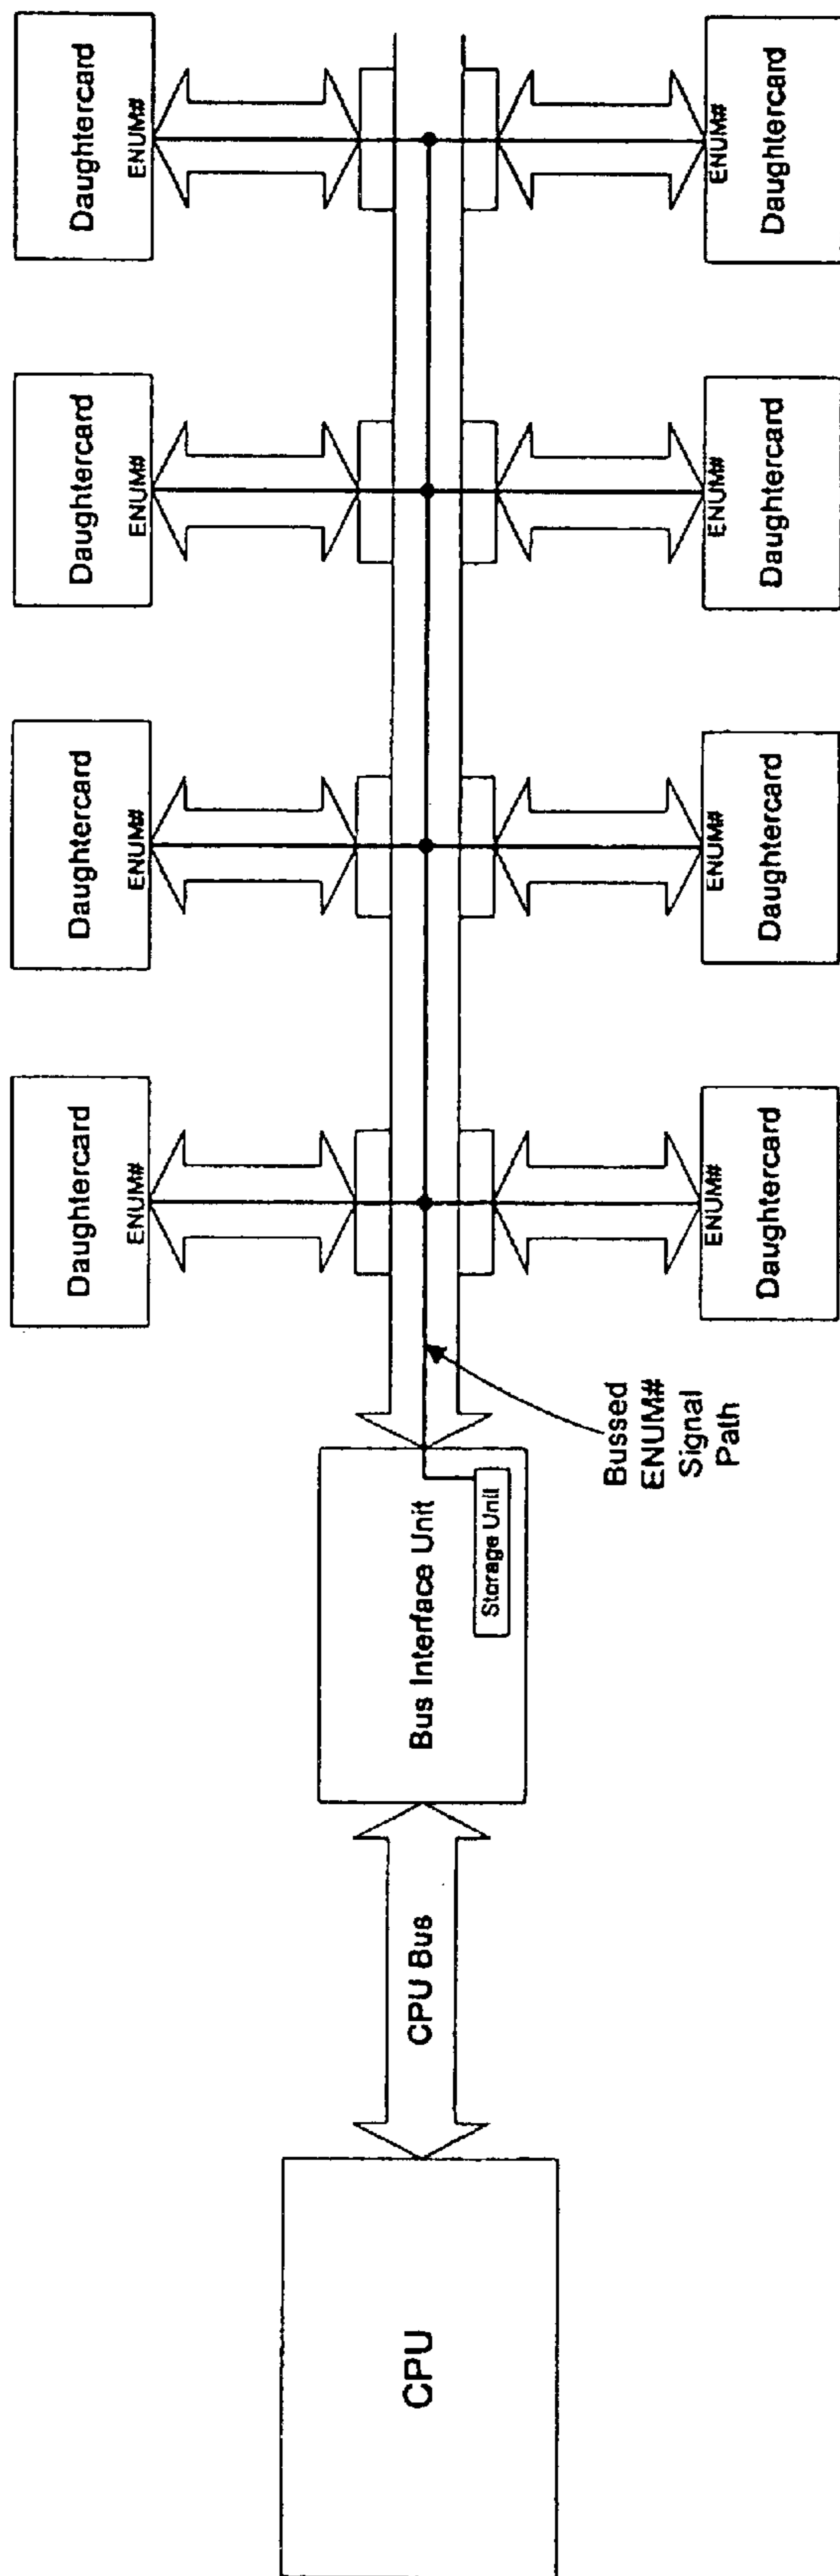 Daughtercard
ENUM#
Daughtercard
ENUM#
Daughtercard
ENUM#
Daughtercard
ENUM#
CPU
CPU Bus
Bus Interface Unit
Storage Unit
Bussed
ENUM#
Signal
Path
ENUM#
Daughtercard
ENUM#
Daughtercard
ENUM#
Daughtercard
ENUM#
Daughtercard